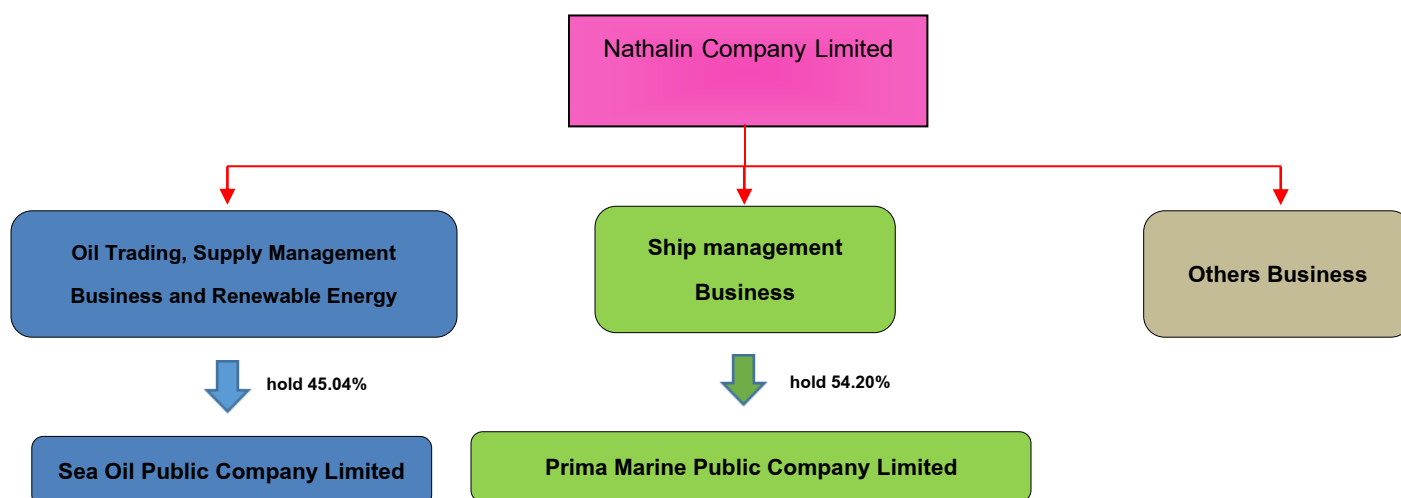 Nathalin Company Limited
Oil Trading, Supply Management
Business and Renewable Energy
Ship management
Business
Others Business
hold 45.04%
hold 54.20%
Sea Oil Public Company Limited
Prima Marine Public Company Limited